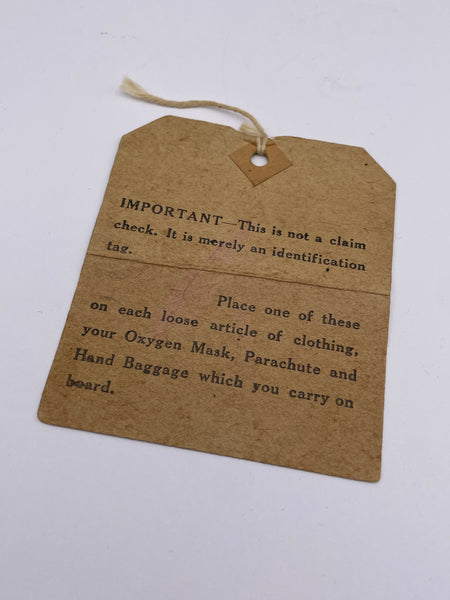 IMPORTANT—This is not a claim
check. It is merely an identification
tag.
Place one of these
on each loose article of clothing,
your Oxygen Mask, Parachute and
Hand Baggage which you carry on
board.